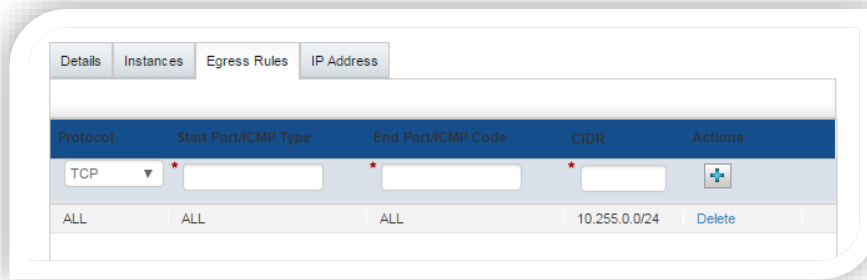 Details Instances Egress Rules IP Address
Protocol Start Port/ICMP Type End Port/ICMP Code CIDR Actions
TCP * * *
ALL ALL ALL 10.255.0.0/24 Delete